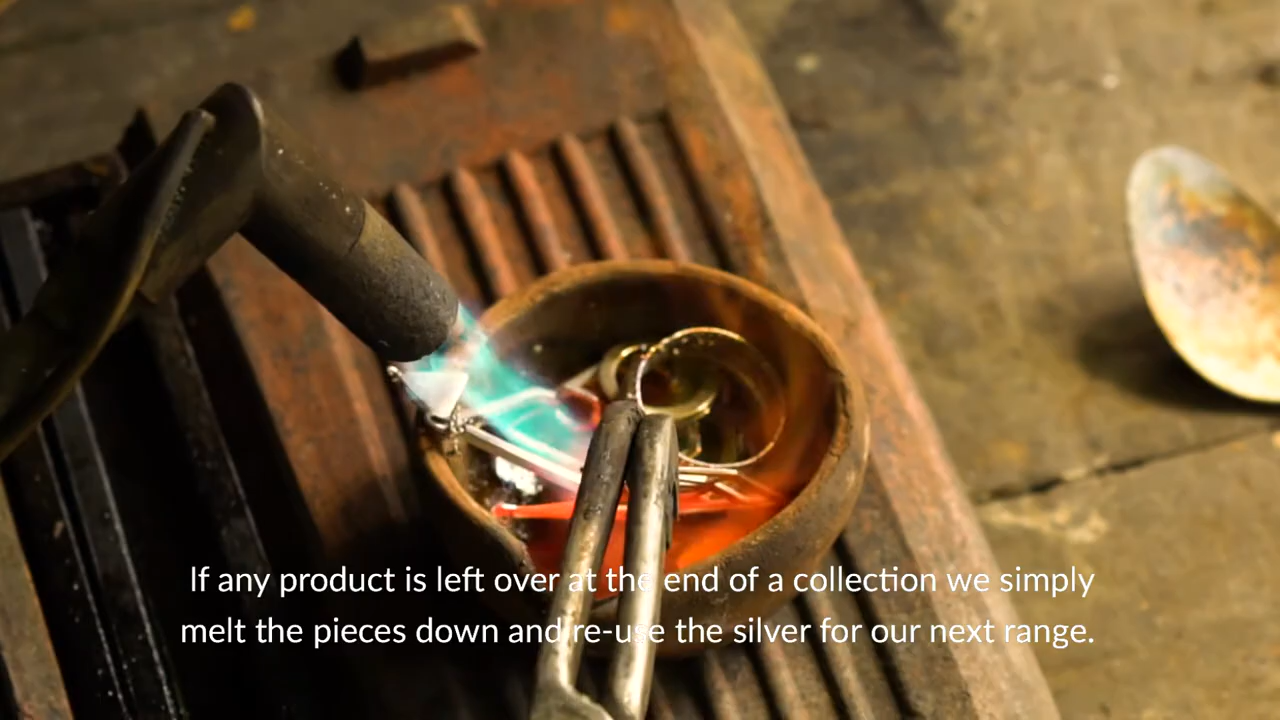 If any product is left over at the end of a collection we simply
melt the pieces down and re-use the silver for our next range.